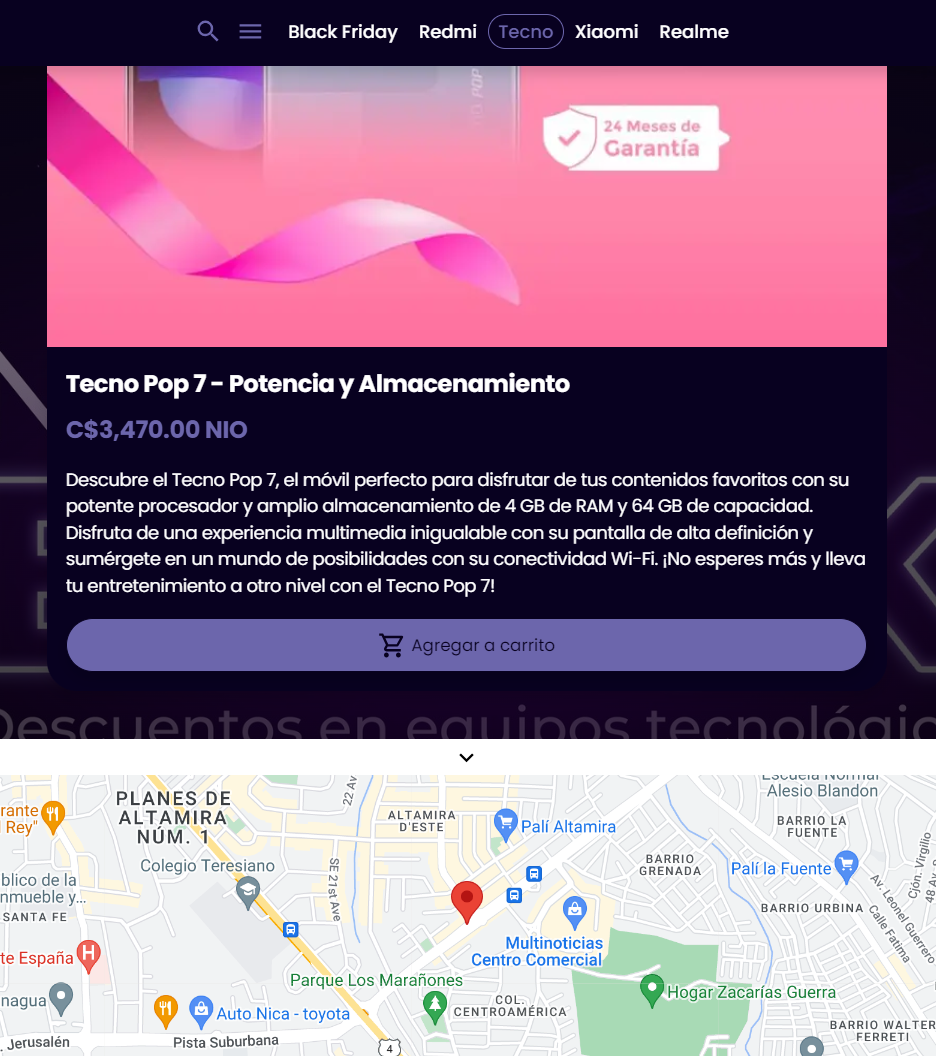 Black Friday Redmi Tecno Xiaomi Realme
POP
24 Meses de
Garantía
Tecno Pop 7 - Potencia y Almacenamiento
C$3,470.00 NIO
Descubre el Tecno Pop 7, el móvil perfecto para disfrutar de tus contenidos favoritos con su
potente procesador y amplio almacenamiento de 4 GB de RAM y 64 GB de capacidad.
Disfruta de una experiencia multimedia inigualable con su pantalla de alta definición y
sumérgete en un mundo de posibilidades con su conectividad Wi-Fi. ¡No esperes más y lleva
tu entretenimiento a otro nivel con el Tecno Pop 7!
Agregar a carrito
Descuentos en equipos tecnológic
Escuela Normal
Alesio Blandon
PLANES DE
ALTAMIRA
NÚM. 1
22 Av
ALTAMIRA
D'ESTE
Palí Altamira
BARRIO LA
FUENTE
rante
Rey"
Colegio Teresiano
SE 21st Ave
BARRIO
GRENADA
Palí la Fuente
Cjón. Virgilio
48 Av
blico de la
nmueble y...
SANTA FE
BARRIO URBINA
Av. Leonel Guerrero
Calle Fatima
te España
H
Multinoticias
Centro Comercial
Parque Los Marañones
nagua
COL.
CENTROAMÉRICA
Hogar Zacarías Guerra
Auto Nica - toyota
BARRIO WALTER
FERRETI
. Jerusalén
Pista Suburbana
4